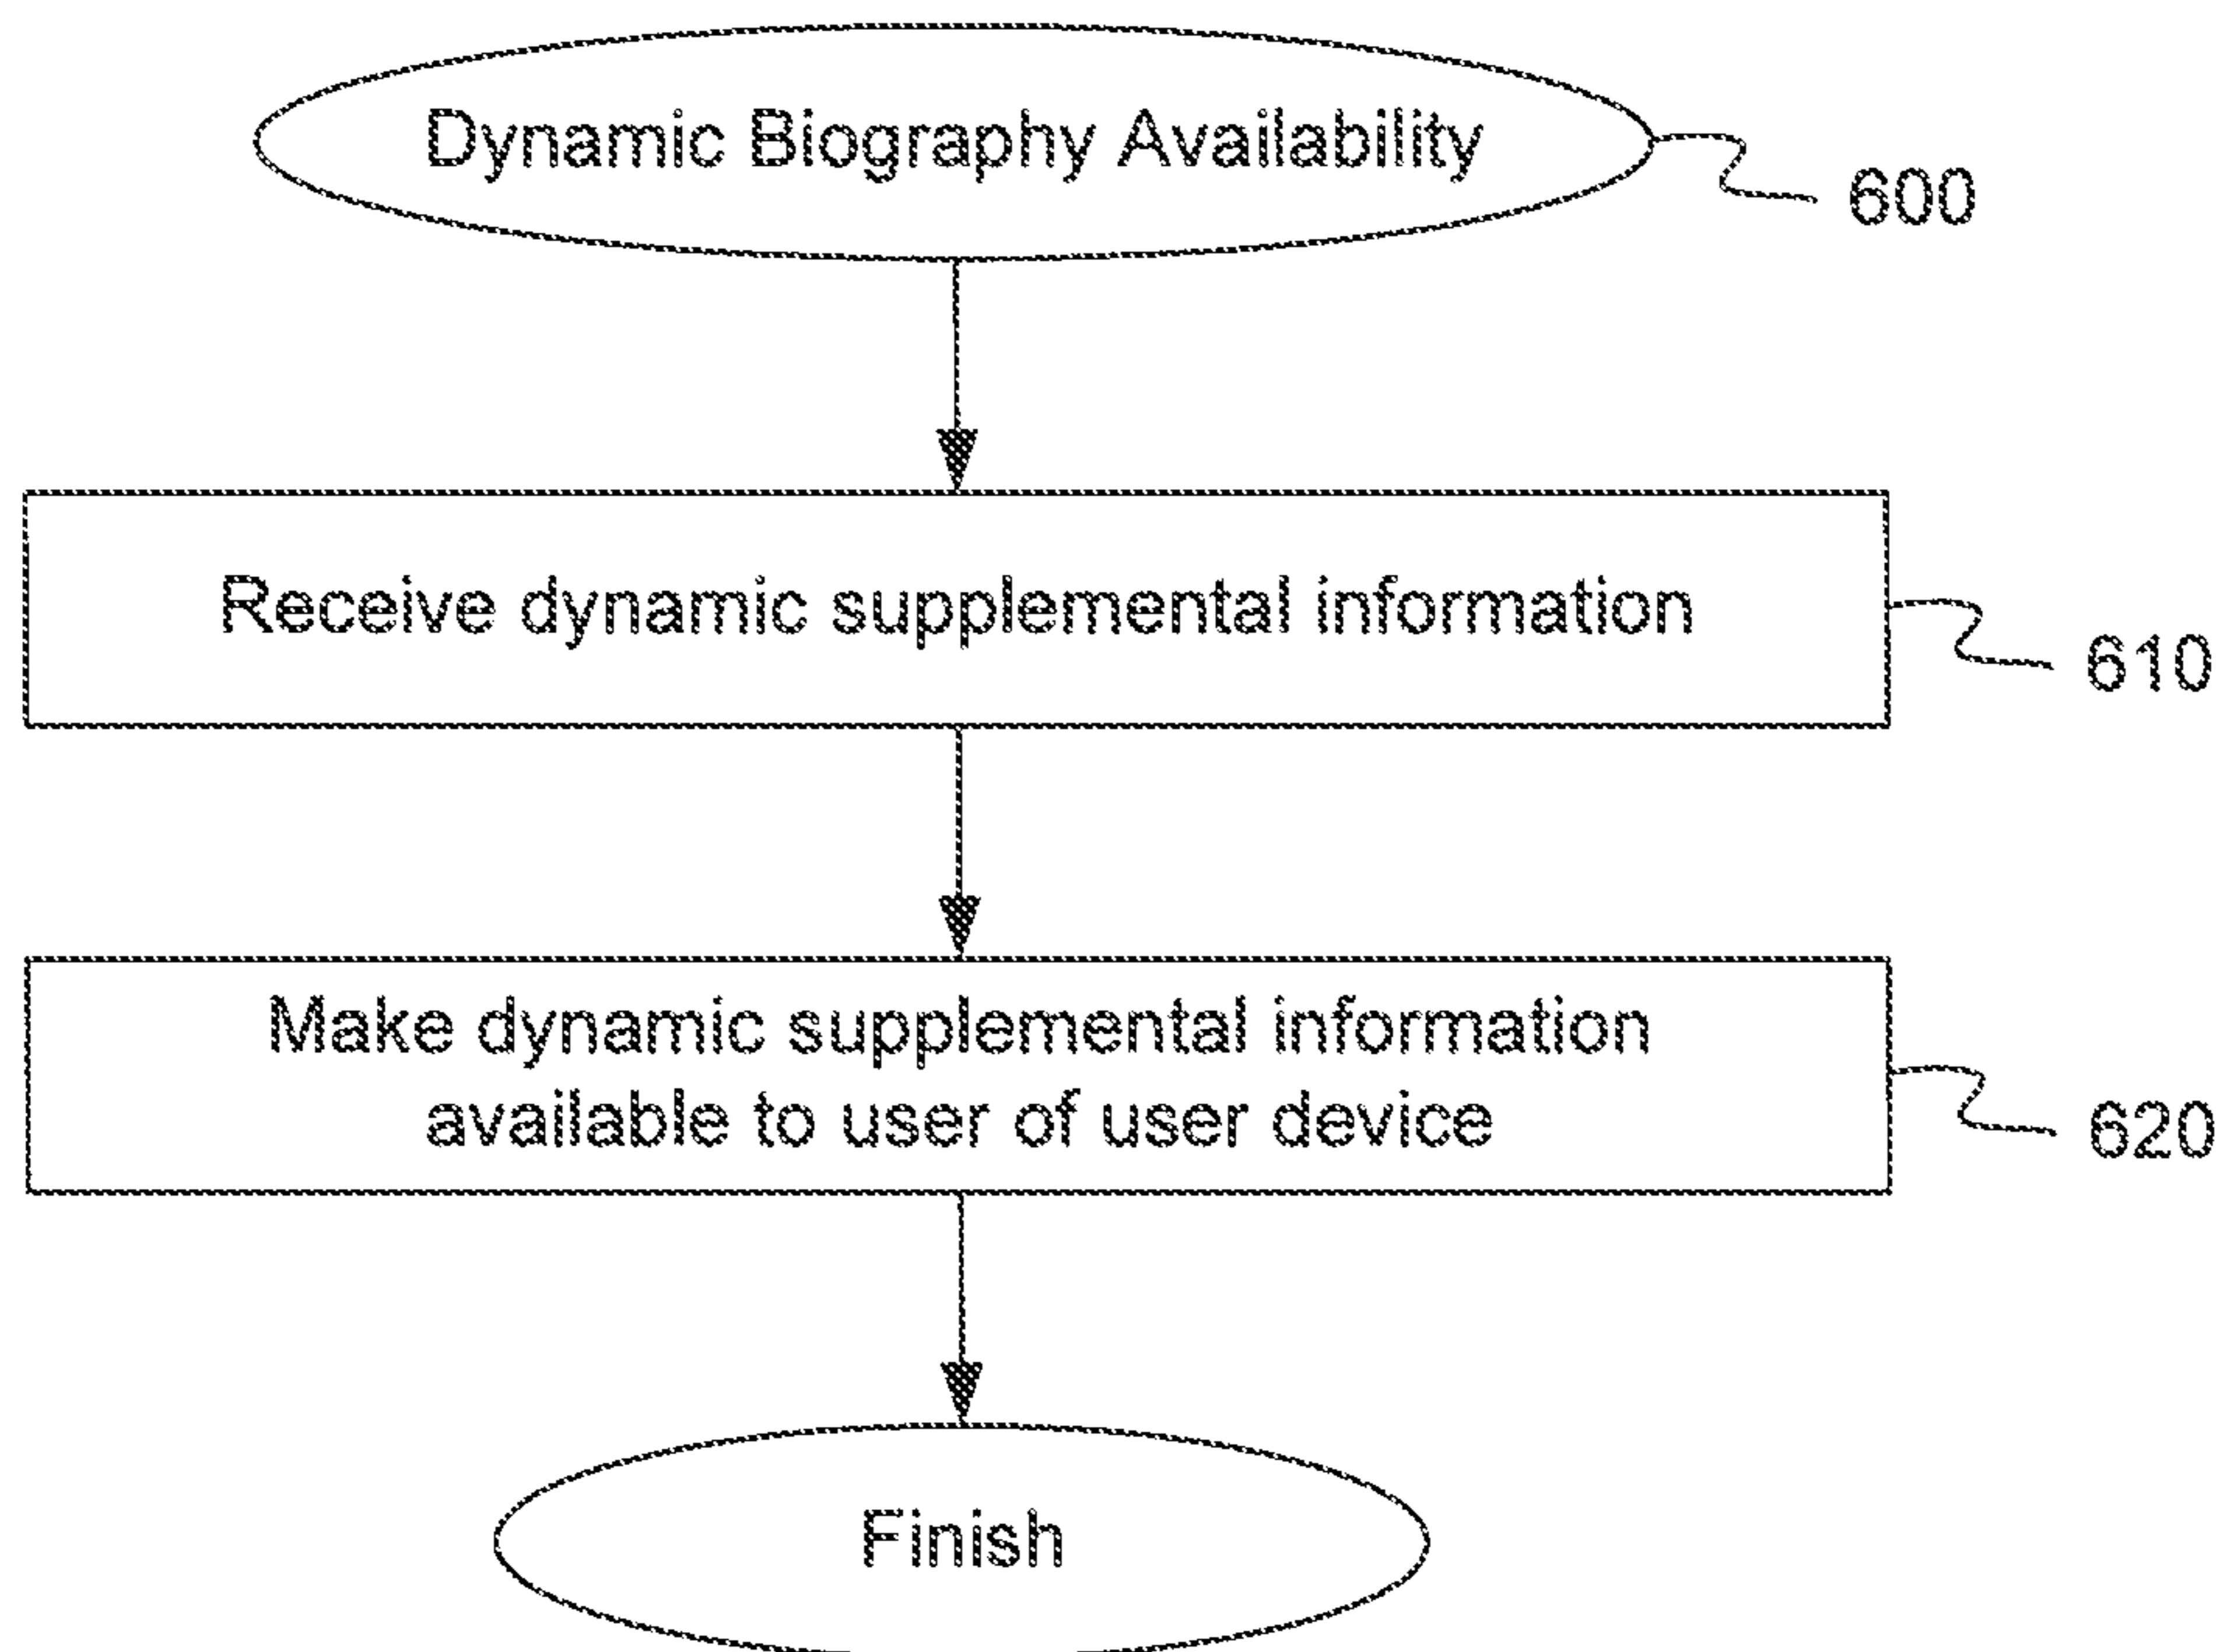 Dynamic Biography Availability
600
Receive dynamic supplemental information
610
Make dynamic supplemental information
available to user of user device
620
Finish